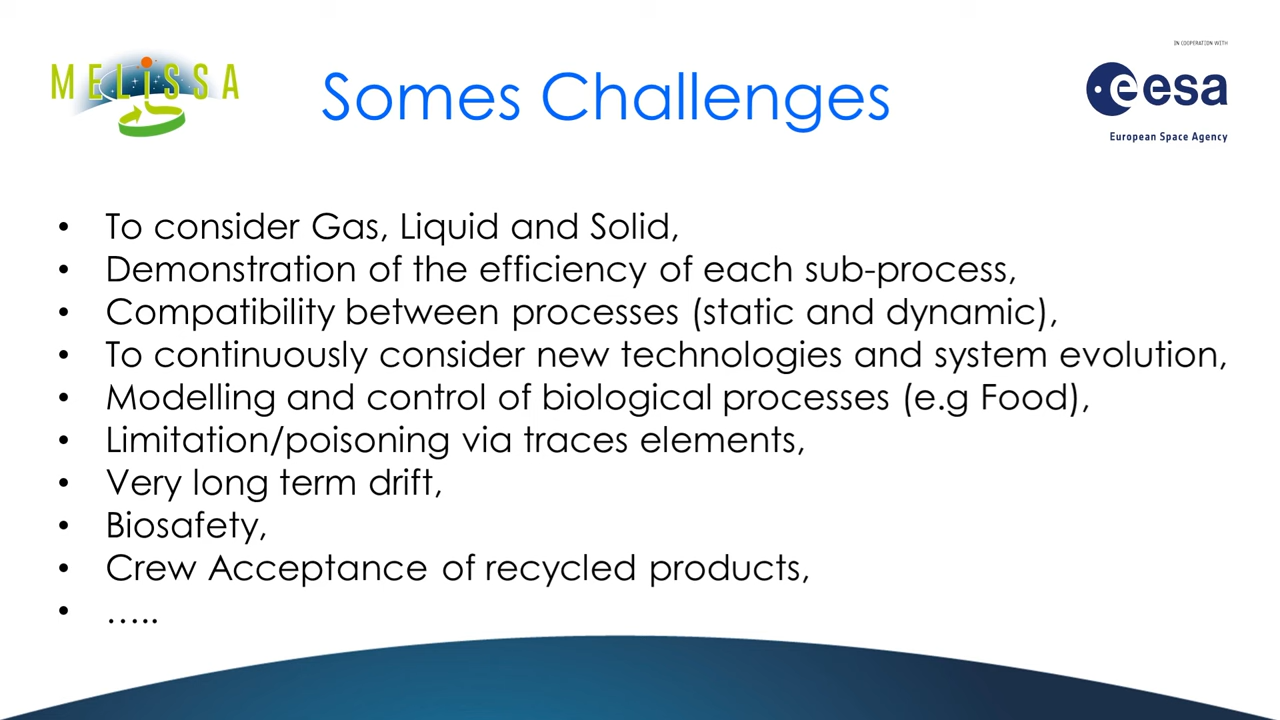 MELiSSA
Somes Challenges
IN COOPERATION WITH
esa
European Space Agency
• To consider Gas, Liquid and Solid,
• Demonstration of the efficiency of each sub-process,
• Compatibility between processes (static and dynamic),
• To continuously consider new technologies and system evolution,
• Modelling and control of biological processes (e.g Food),
• Limitation/poisoning via traces elements,
• Very long term drift,
• Biosafety,
• Crew Acceptance of recycled products,
• …..